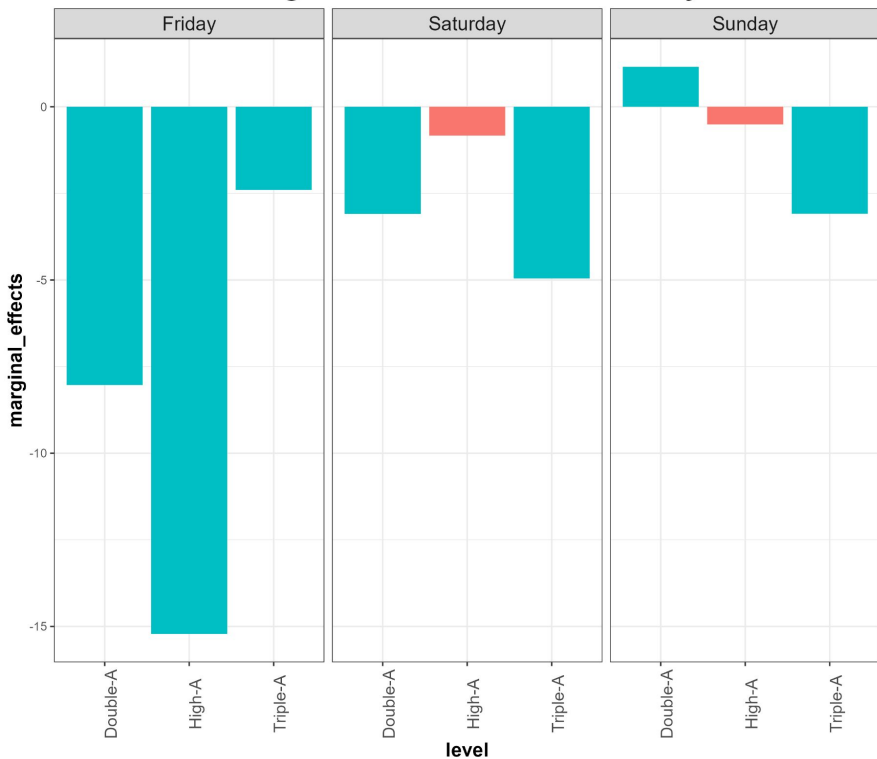 Friday Saturday Sunday
0
-5
-10
-15
marginal_effects
Double-A High-A Triple-A Double-A High-A Triple-A Double-A High-A Triple-A
level